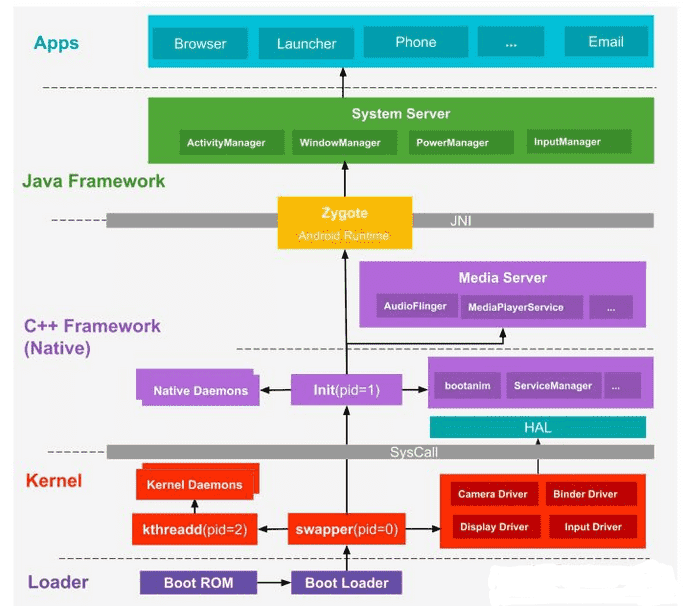 Apps
Browser
Launcher
Phone
...
Email
System Server
ActivityManager
WindowManager
PowerManager
InputManager
Java Framework
Zygote
Android Runtime
JNI
Media Server
AudioFlinger
MediaPlayerService
...
C++ Framework
(Native)
Native Daemons
Init(pid=1)
bootanim
ServiceManager
...
HAL
SysCall
Kernel
Kernel Daemons
Camera Driver
Binder Driver
kthreadd(pid=2)
swapper(pid=0)
Display Driver
Input Driver
Loader
Boot ROM
Boot Loader